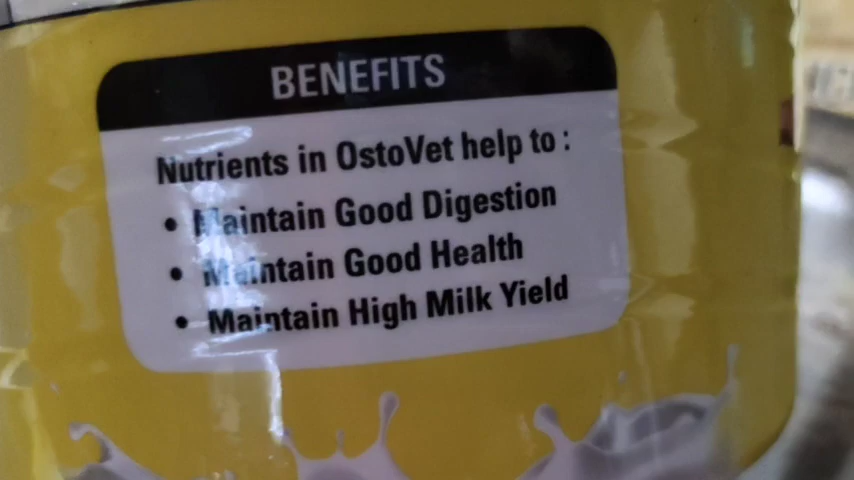 BENEFITS
Nutrients in OstoVet help to :
• Maintain Good Digestion
• Maintain Good Health
• Maintain High Milk Yield